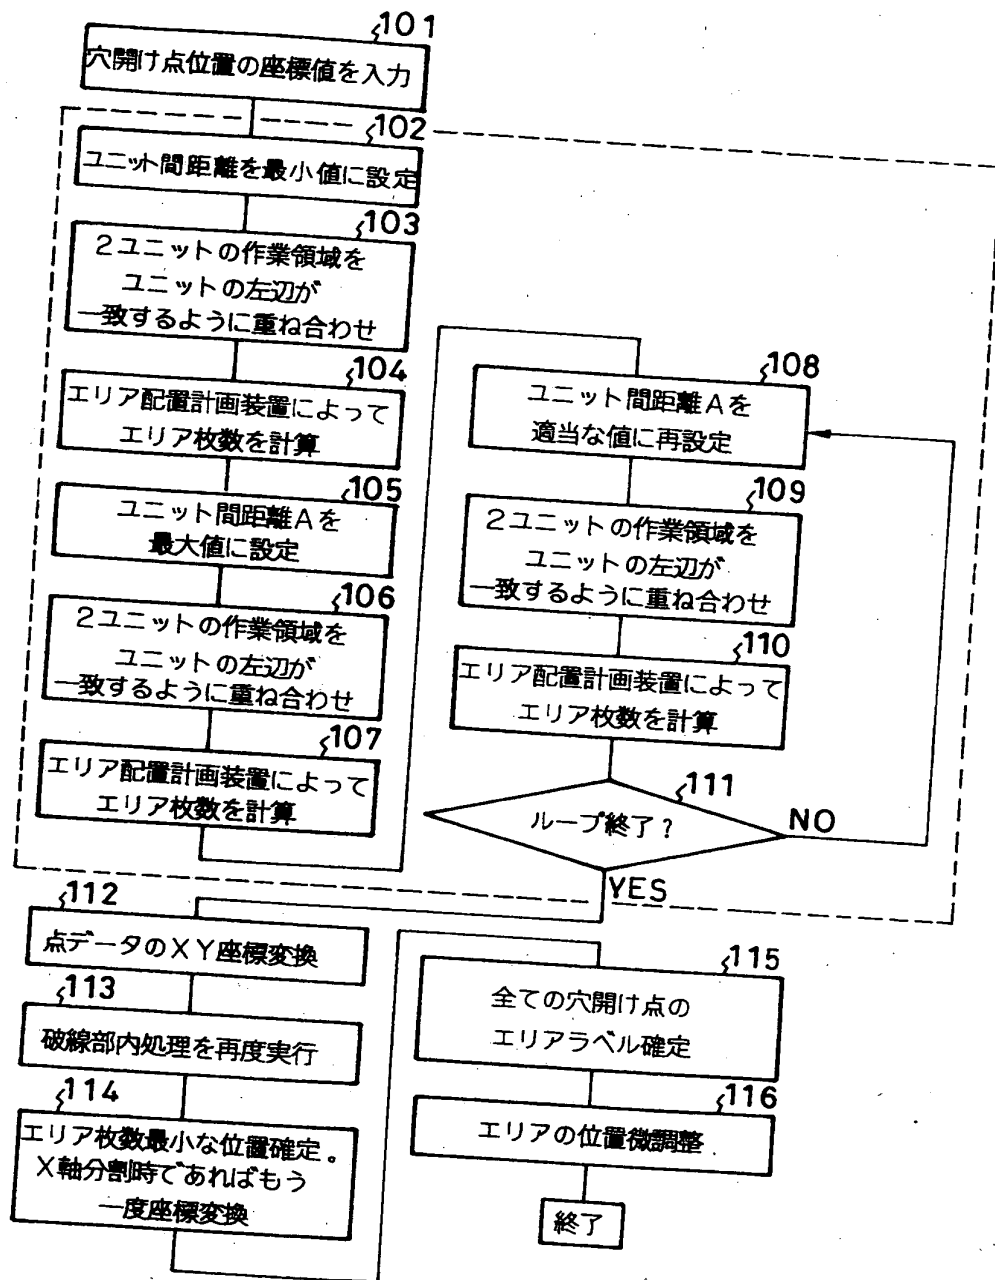 101
穴開け点位置の座標値を入力
102
ユニット間距離を最小値に設定
103
2ユニットの作業領域を
ユニットの左辺が
一致するように重ね合わせ
104
エリア配置計画装置によって
エリア枚数を計算
105
ユニット間距離Aを
最大値に設定
106
2ユニットの作業領域を
ユニットの左辺が
一致するように重ね合わせ
107
エリア配置計画装置によって
エリア枚数を計算
108
ユニット間距離Aを
適当な値に再設定
109
2ユニットの作業領域を
ユニットの左辺が
一致するように重ね合わせ
110
エリア配置計画装置によって
エリア枚数を計算
111
ループ終了?
NO
YES
112
点データのXY座標変換
113
破線部内処理を再度実行
114
エリア枚数最小な位置確定。
X軸分割時であればもう
一度座標変換
115
全ての穴開け点の
エリアラベル確定
116
エリアの位置微調整
終了